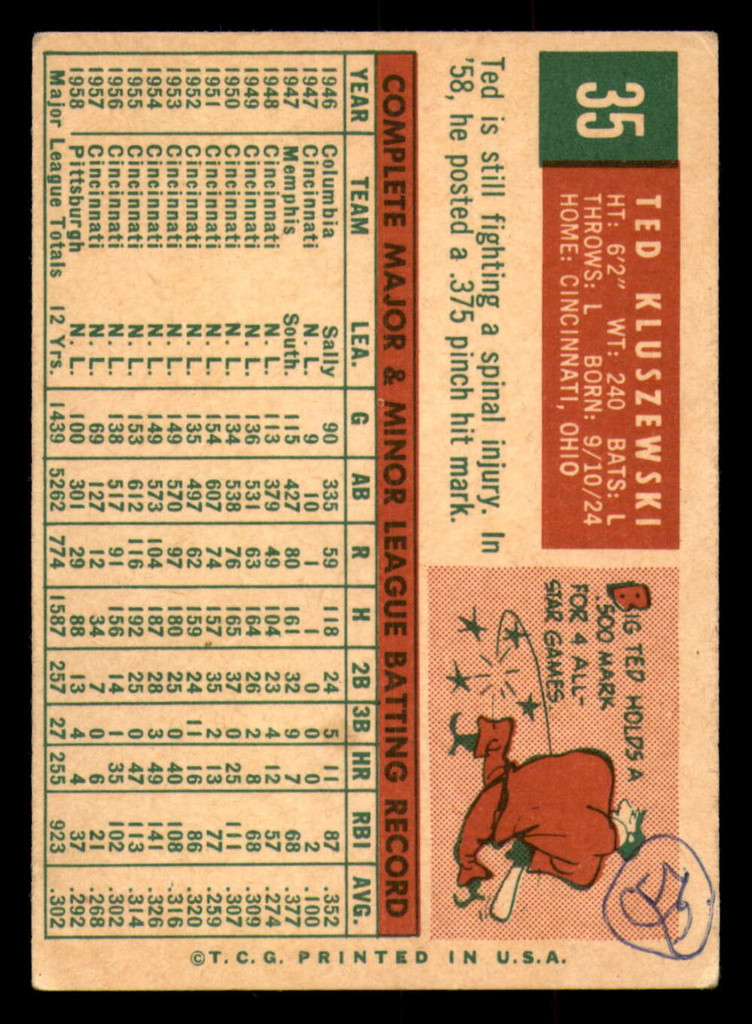 35
TED KLUSZEWSKI
HT: 6'2" WT: 240 BATS: L
THROWS: L BORN: 9/10/24
HOME: CINCINNATI, OHIO
Ted is still fighting a spinal injury. In
'58, he posted a .375 pinch hit mark.
BIG TED HOLDS A
.500 MARK
FOR 4 ALL-
STAR GAMES
COMPLETE MAJOR & MINOR LEAGUE BATTING RECORD
YEAR TEAM LEA. G AB R H 2B 3B HR RBI AVG.
1946 Columbia Sally 90 335 59 118 24 5 11 87 .352
1947 Cincinnati N. L. 9 10 1 1 0 0 0 2 .100
1947 Memphis South. 115 427 80 161 32 9 7 68 .377
1948 Cincinnati N. L. 113 379 49 104 23 4 12 57 .274
1949 Cincinnati N. L. 136 531 63 164 26 2 8 68 .309
1950 Cincinnati N. L. 134 538 76 165 37 0 25 111 .307
1951 Cincinnati N. L. 154 607 74 157 35 2 13 77 .259
1952 Cincinnati N. L. 135 497 62 159 24 11 16 86 .320
1953 Cincinnati N. L. 149 570 97 180 25 0 40 108 .316
1954 Cincinnati N. L. 149 573 104 187 28 3 49 141 .326
1955 Cincinnati N. L. 153 612 116 192 25 0 47 113 .314
1956 Cincinnati N. L. 138 517 91 156 14 1 35 102 .302
1957 Cincinnati N. L. 69 127 12 34 7 0 6 21 .268
1958 Pittsburgh N. L. 100 301 29 88 13 4 4 37 .292
Major League Totals 12 Yrs. 1439 5262 774 1587 257 27 255 923 .302
©T.C.G. PRINTED IN U.S.A.